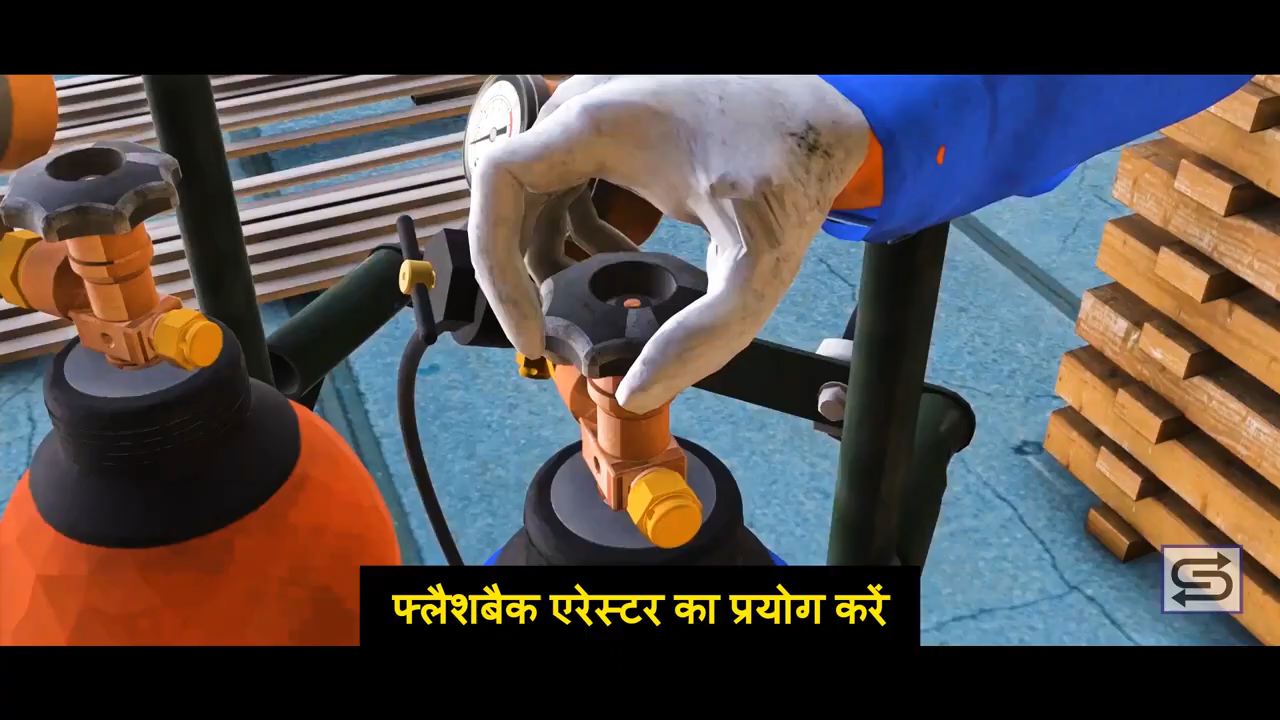 फ्लैशबैक एरेस्टर का प्रयोग करें